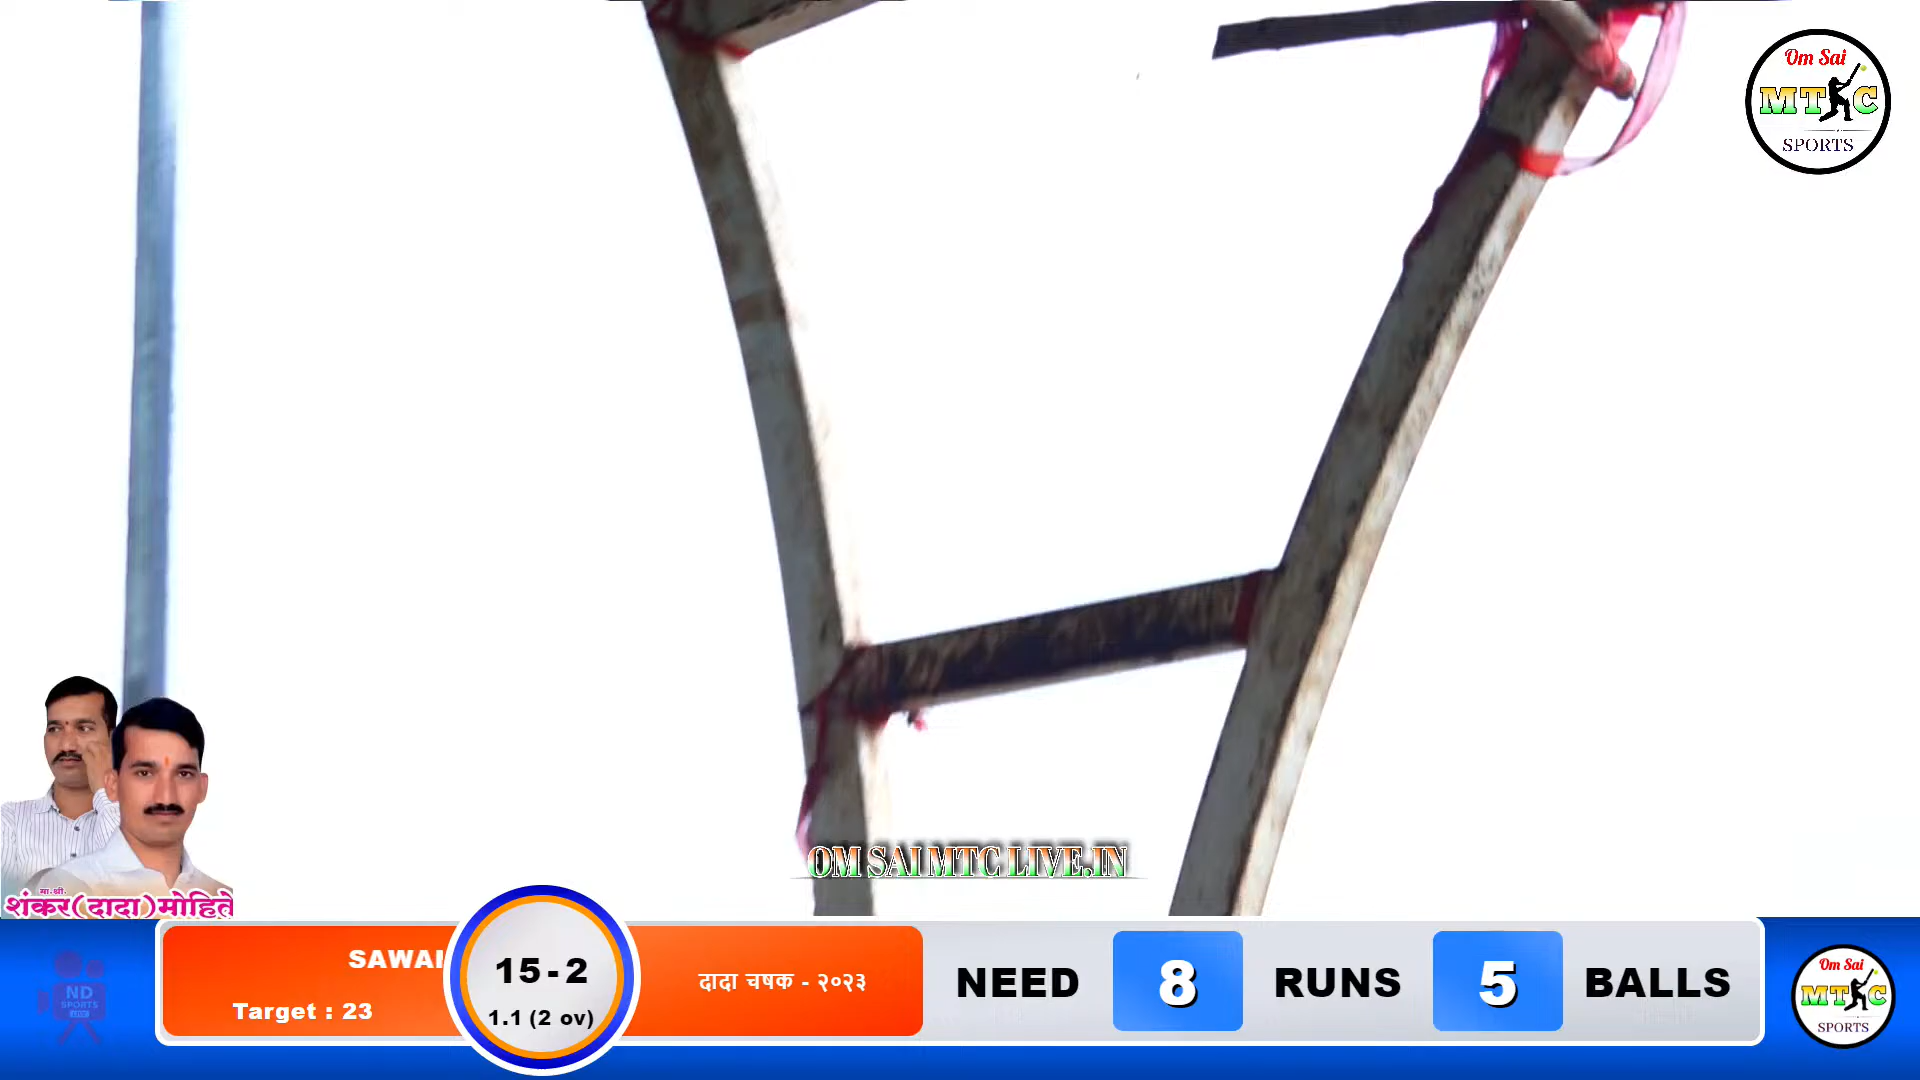 Om Sai
MTC
SPORTS
मा.श्री.
शंकर(दादा)मोहिते
OM SAI MTC LIVE.IN
SAWAI
Target : 23
15-2
1.1 (2 ov)
दादा चषक - २०२३
NEED 8 RUNS 5 BALLS
ND
SPORTS
LIVE
Om Sai
MTC
SPORTS